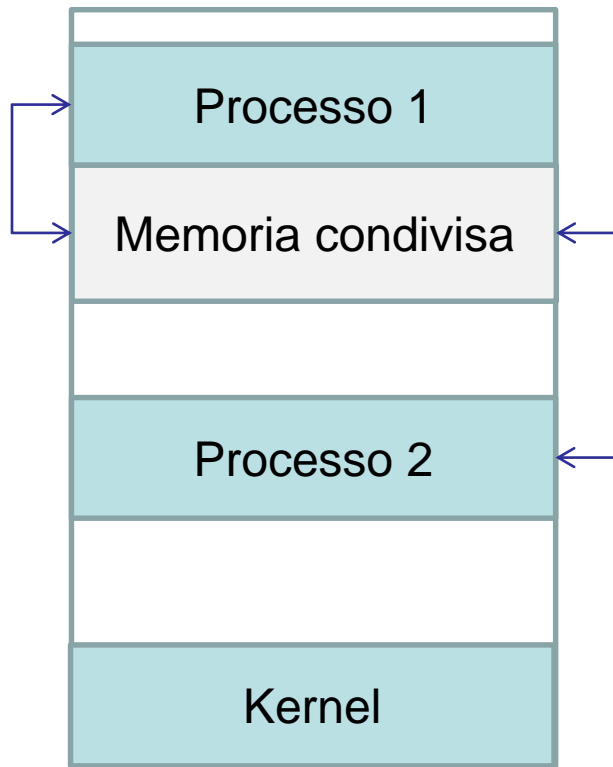 Processo 1
Memoria condivisa
Processo 2
Kernel